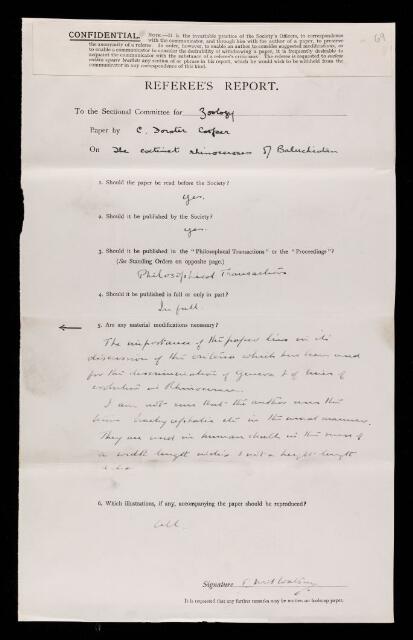 CONFIDENTIAL. NOTE—It is the invariable practice of the Society's Officers, in correspondence
with the communicator, and through him with the author of a paper, to preserve
the anonymity of a referee. In order, however, to enable an author to consider suggested modifications, or
to enable a communicator to consider the desirability of withdrawing a paper, it is frequently desirable to
acquaint the communicator with the substance of a referee's criticisms. The referee is requested to
enclose square brackets any portion of or phrase in his report, which he would wish to be withheld from the
communicator in any correspondence of this kind.
69
REFEREE'S REPORT.
To the Sectional Committee for Zoology
Paper by C. Forster Cooper
On The extinct rhinoceroses of Baluchistan
1. Should the paper be read before the Society?
yes.
2. Should it be published by the Society?
yes.
3. Should it be published in the "Philosophical Transactions" or the "Proceedings"?
(See Standing Orders on opposite page.)
Philosophical Transactions
4. Should it be published in full or only in part?
In full.
5. Are any material modifications necessary?
The importance of the paper lies in its
discussion of the criteria which has been used
for the discrimination of Genera & of lines of
evolution in Rhinoceroses.
I am not sure that the author uses the
terms brachycephalic etc in the usual manner.
They are used in human skulls in the sense of
a width length index & not a height length
6. Which illustrations, if any, accompanying the paper should be reproduced?
all.
Signature D. M. S. Watson
It is requested that any further remarks may be written on foolscap paper.